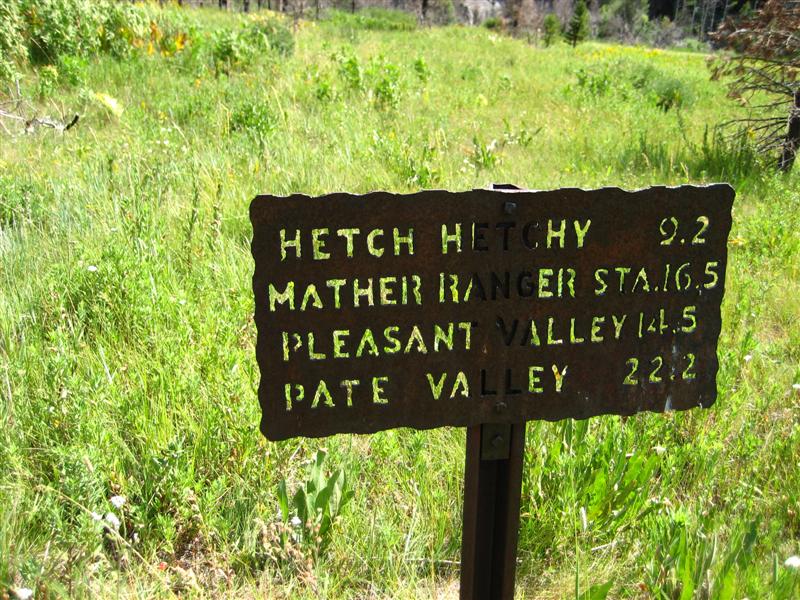 HETCH HETCHY 9.2
MATHER RANGER STA. 16.5
PLEASANT VALLEY 14.5
PATE VALLEY 22.2